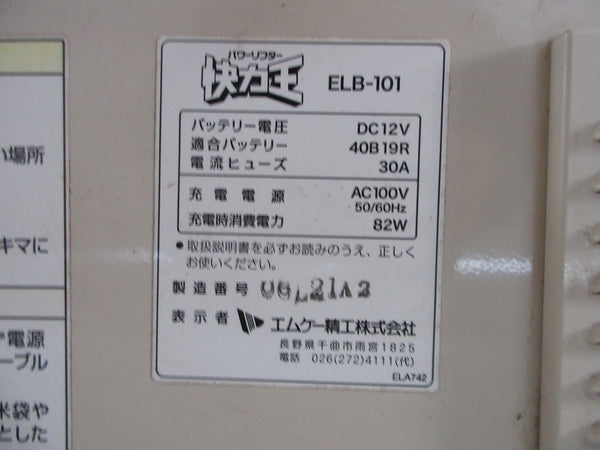 い場所
キマに
電源
ーブル
米袋や
とした
パワーリフター
快力王 ELB-101
バッテリー電圧 DC12V
適合バッテリー 40B19R
電流ヒューズ 30A
充電電源 AC100V
50/60Hz
充電時消費電力 82W
●取扱説明書を必ずお読みのうえ、正しく
お使いください。
製造番号 06L21A3
表示者 エムケー精工株式会社
長野県千曲市雨宮1825
電話 026(272)4111(代)
ELA742